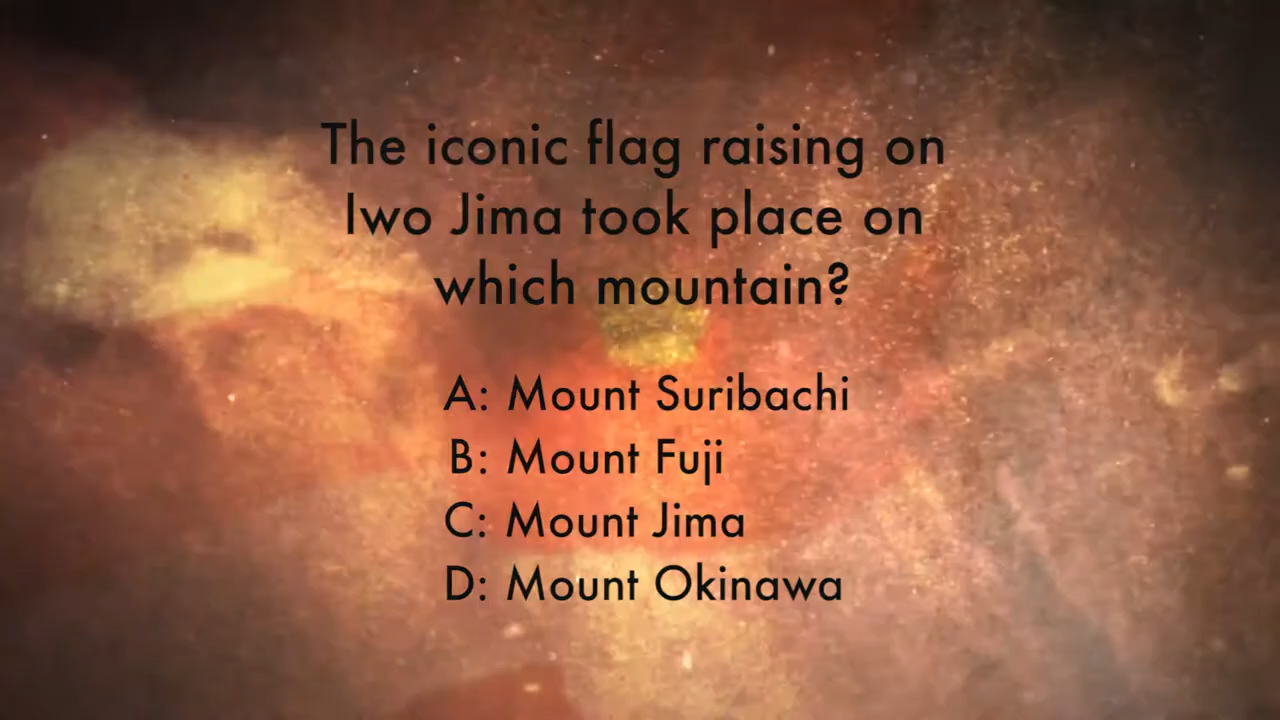 The iconic flag raising on
Iwo Jima took place on
which mountain?
A: Mount Suribachi
B: Mount Fuji
C: Mount Jima
D: Mount Okinawa